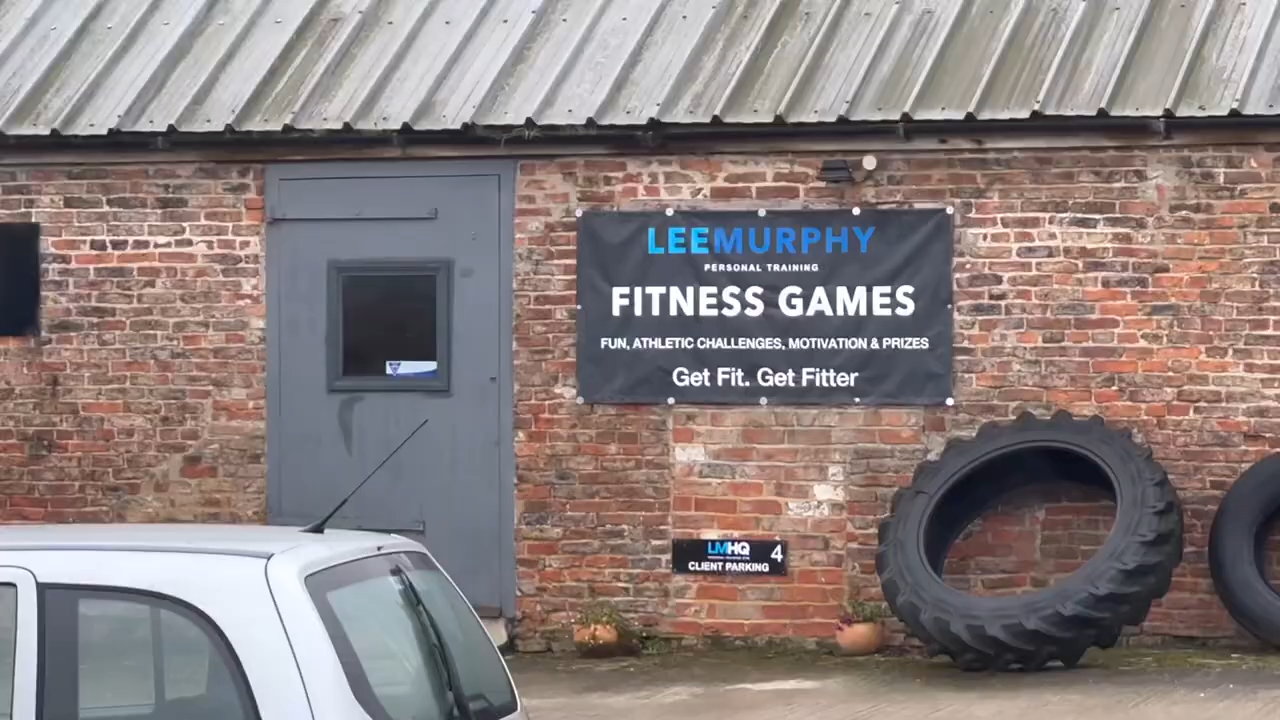 LEEMURPHY
PERSONAL TRAINING
FITNESS GAMES
FUN, ATHLETIC CHALLENGES, MOTIVATION & PRIZES
Get Fit. Get Fitter
LMHQ 4
CLIENT PARKING